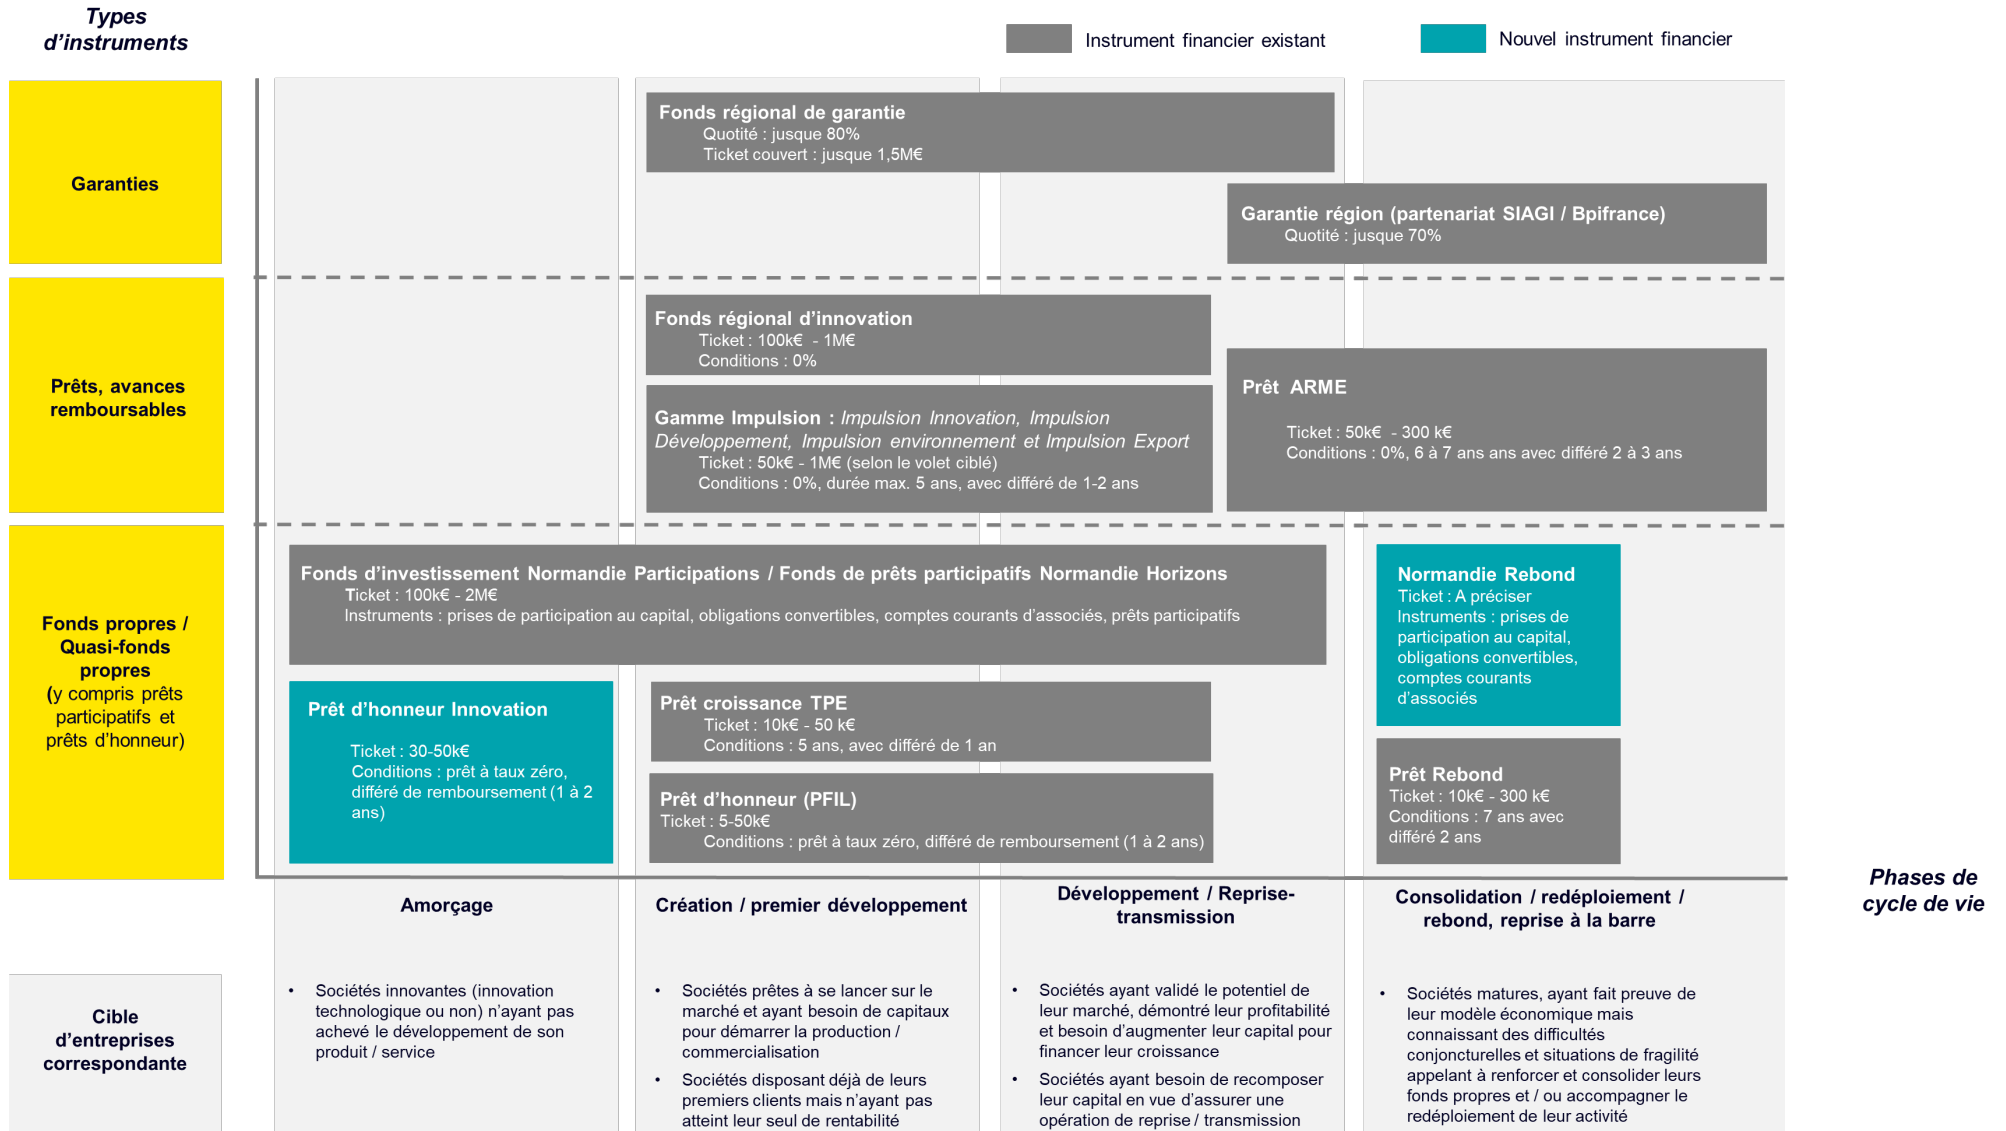 Types
d’instruments
Instrument financier existant
Nouvel instrument financier
Garanties
Fonds régional de garantie
Quotité : jusque 80%
Ticket couvert : jusque 1,5M€
Garantie région (partenariat SIAGI / Bpifrance)
Quotité : jusque 70%
Prêts, avances
remboursables
Fonds régional d’innovation
Ticket : 100k€ - 1M€
Conditions : 0%
Gamme Impulsion : Impulsion Innovation, Impulsion
Développement, Impulsion environnement et Impulsion Export
Ticket : 50k€ - 1M€ (selon le volet ciblé)
Conditions : 0%, durée max. 5 ans, avec différé de 1-2 ans
Prêt ARME
Ticket : 50k€ - 300 k€
Conditions : 0%, 6 à 7 ans ans avec différé 2 à 3 ans
Fonds propres /
Quasi-fonds
propres
(y compris prêts
participatifs et
prêts d’honneur)
Fonds d’investissement Normandie Participations / Fonds de prêts participatifs Normandie Horizons
Ticket : 100k€ - 2M€
Instruments : prises de participation au capital, obligations convertibles, comptes courants d’associés, prêts participatifs
Normandie Rebond
Ticket : A préciser
Instruments : prises de
participation au capital,
obligations convertibles,
comptes courants
d’associés
Prêt d’honneur Innovation
Ticket : 30-50k€
Conditions : prêt à taux zéro,
différé de remboursement (1 à 2
ans)
Prêt croissance TPE
Ticket : 10k€ - 50 k€
Conditions : 5 ans, avec différé de 1 an
Prêt d’honneur (PFIL)
Ticket : 5-50k€
Conditions : prêt à taux zéro, différé de remboursement (1 à 2 ans)
Prêt Rebond
Ticket : 10k€ - 300 k€
Conditions : 7 ans avec
différé 2 ans
Phases de
cycle de vie
Amorçage
Création / premier développement
Développement / Reprise-
transmission
Consolidation / redéploiement /
rebond, reprise à la barre
Cible
d’entreprises
correspondante
• Sociétés innovantes (innovation
technologique ou non) n’ayant pas
achevé le développement de son
produit / service
• Sociétés prêtes à se lancer sur le
marché et ayant besoin de capitaux
pour démarrer la production /
commercialisation
• Sociétés disposant déjà de leurs
premiers clients mais n’ayant pas
atteint leur seul de rentabilité
• Sociétés ayant validé le potentiel de
leur marché, démontré leur profitabilité
et besoin d’augmenter leur capital pour
financer leur croissance
• Sociétés ayant besoin de recomposer
leur capital en vue d’assurer une
opération de reprise / transmission
• Sociétés matures, ayant fait preuve de
leur modèle économique mais
connaissant des difficultés
conjoncturelles et situations de fragilité
appelant à renforcer et consolider leurs
fonds propres et / ou accompagner le
redéploiement de leur activité